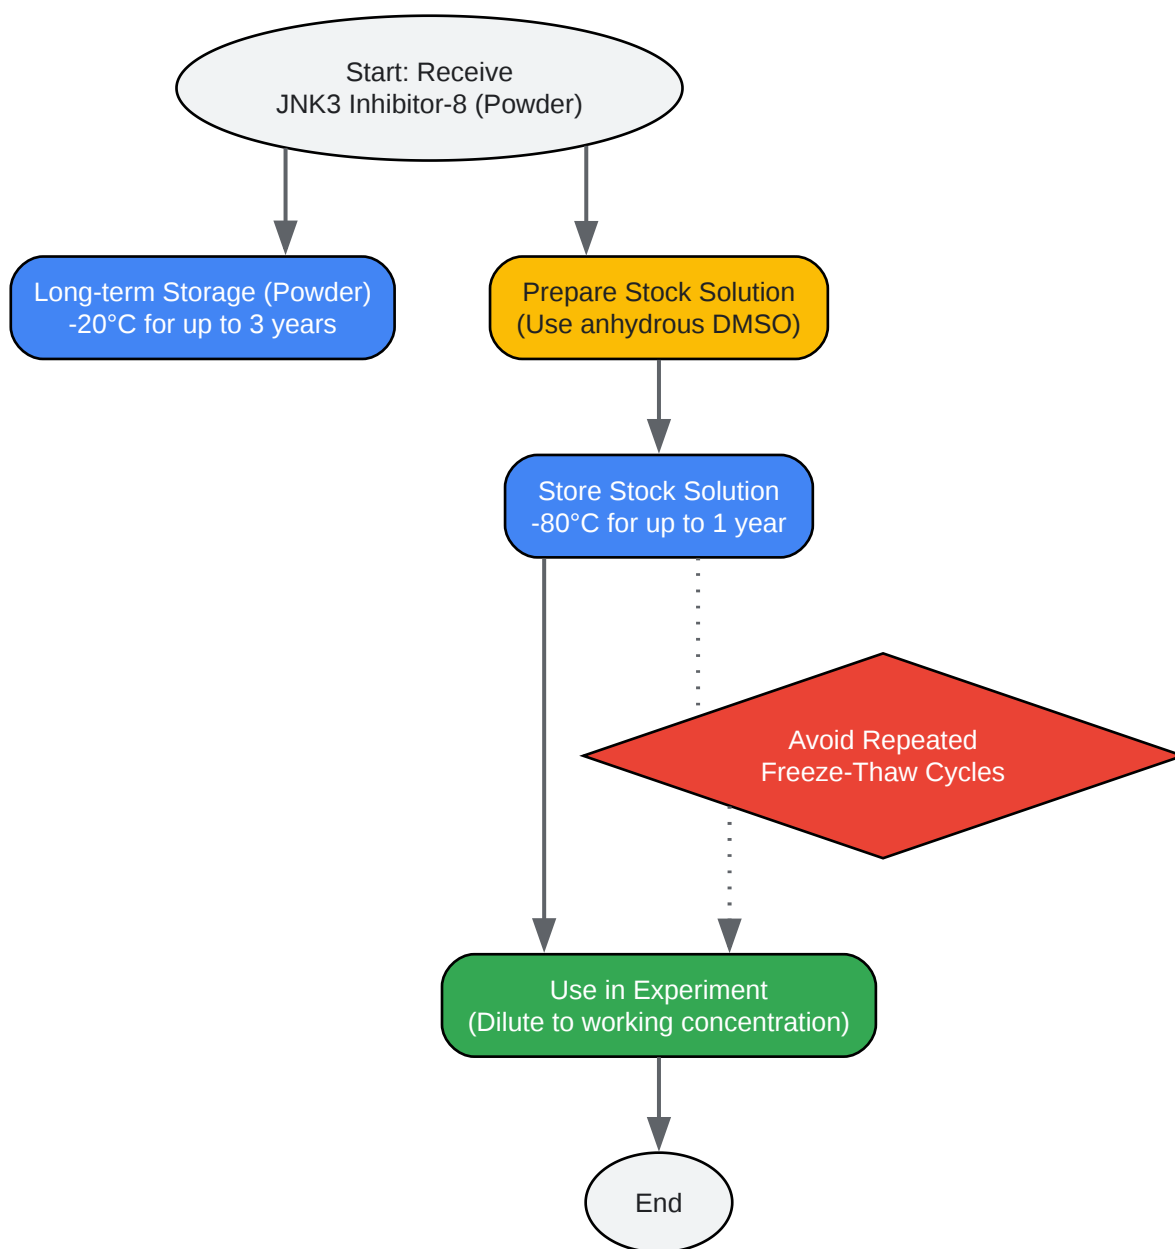 Start: Receive
JNK3 Inhibitor-8 (Powder)
Long-term Storage (Powder)
-20°C for up to 3 years
Prepare Stock Solution
(Use anhydrous DMSO)
Store Stock Solution
-80°C for up to 1 year
Avoid Repeated
Freeze-Thaw Cycles
Use in Experiment
(Dilute to working concentration)
End